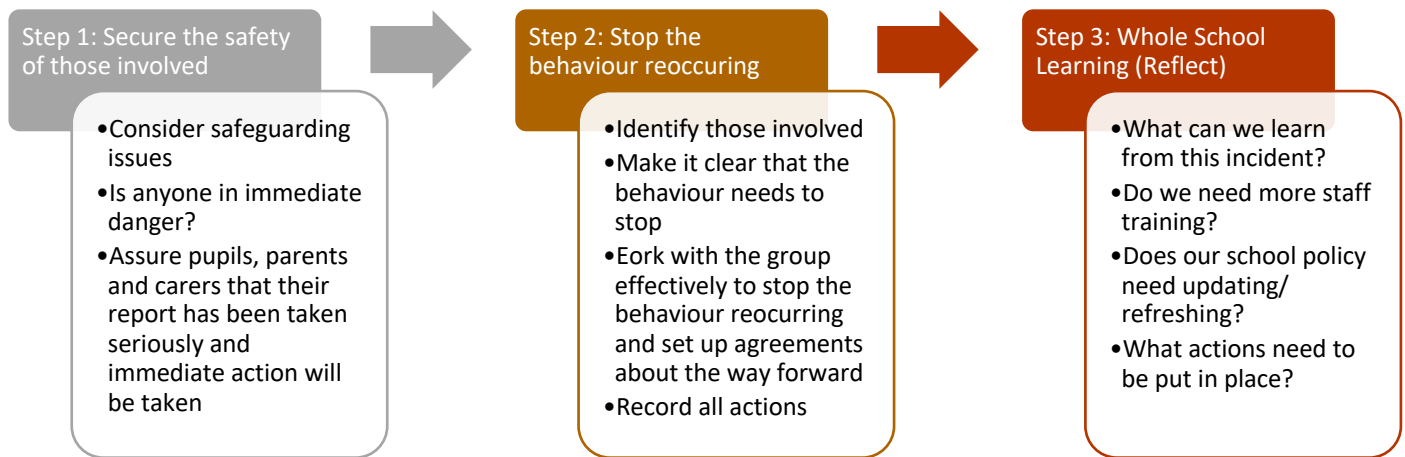 Step 1: Secure the safety
of those involved
•Consider safeguarding
issues
•Is anyone in immediate
danger?
•Assure pupils, parents
and carers that their
report has been taken
seriously and
immediate action will
be taken
Step 2: Stop the
behaviour reoccuring
•Identify those involved
•Make it clear that the
behaviour needs to
stop
•Eork with the group
effectively to stop the
behaviour reocurring
and set up agreements
about the way forward
•Record all actions
Step 3: Whole School
Learning (Reflect)
•What can we learn
from this incident?
•Do we need more staff
training?
•Does our school policy
need updating/
refreshing?
•What actions need to
be put in place?